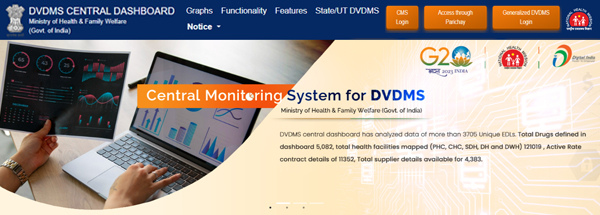 DVDMS CENTRAL DASHBOARD
Ministry of Health & Family Welfare
(Govt. of India)
Graphs Functionality Features State/UT DVDMS
Notice
CMS
Login
Access through
Panchay
Generalized DVDMS
Login
G20
2023 INDIA
Digital India
Central Monitoring System for DVDMS
Ministry of Health & Family Welfare (Govt. of India)
DVDMS central dashboard has analyzed data of more than 3705 Unique EDLs. Total Drugs defined in
dashboard 5,082, total health facilities mapped (PHC, CHC, SDH, DH and DWH) 121019 , Active Rate
contract details of 11352, Total supplier details available for 4,383.